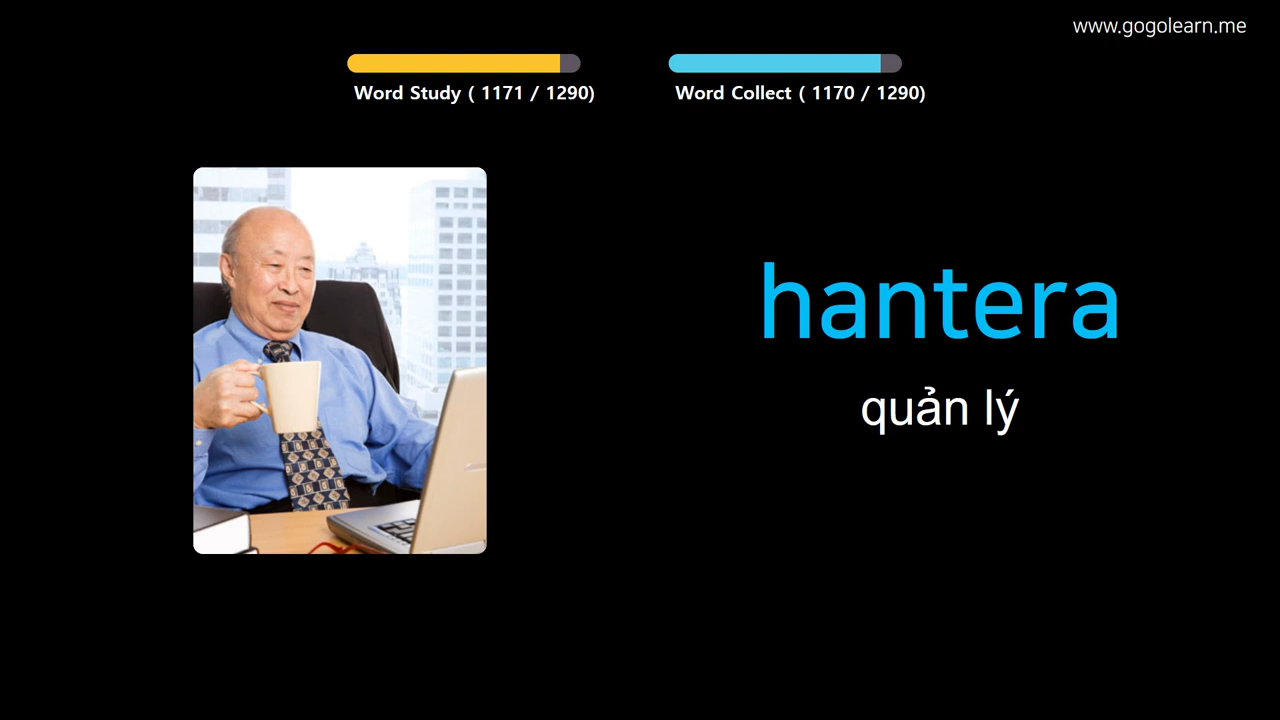 www.gogolearn.me
Word Study ( 1171 / 1290)
Word Collect ( 1170 / 1290)
hantera
quản lý